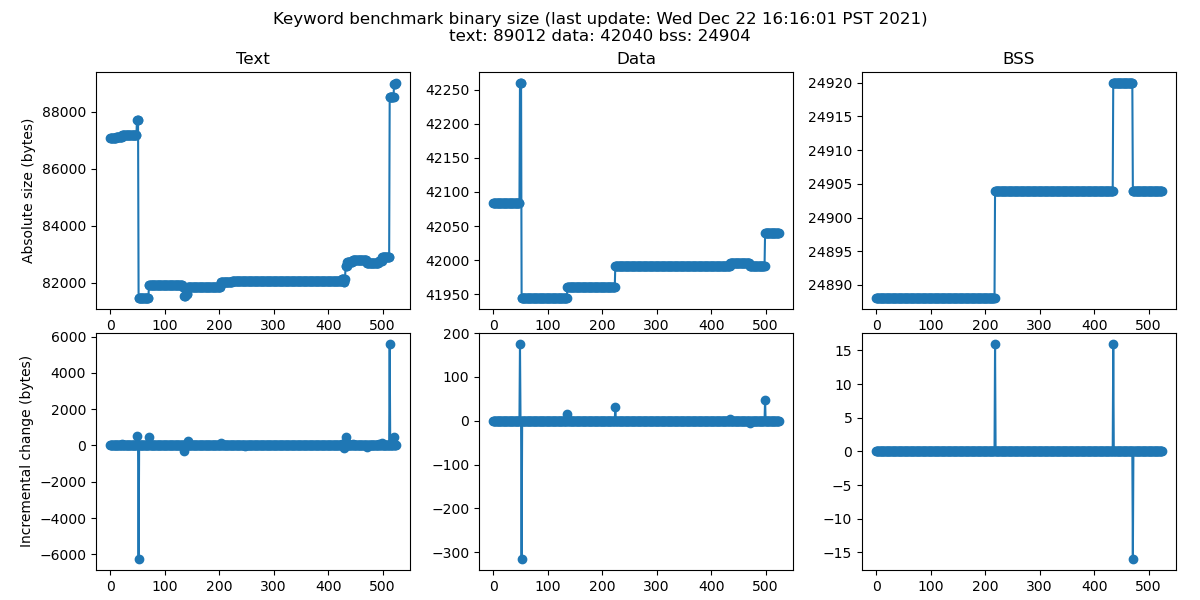 Keyword benchmark binary size (last update: Wed Dec 22 16:16:01 PST 2021)
text: 89012 data: 42040 bss: 24904
Text
Absolute size (bytes)
88000
86000
84000
82000
0 100 200 300 400 500
Data
42250
42200
42150
42100
42050
42000
41950
0 100 200 300 400 500
BSS
24920
24915
24910
24905
24900
24895
24890
0 100 200 300 400 500
Incremental change (bytes)
6000
4000
2000
0
−2000
−4000
−6000
0 100 200 300 400 500
200
100
0
−100
−200
−300
0 100 200 300 400 500
15
10
5
0
−5
−10
−15
0 100 200 300 400 500